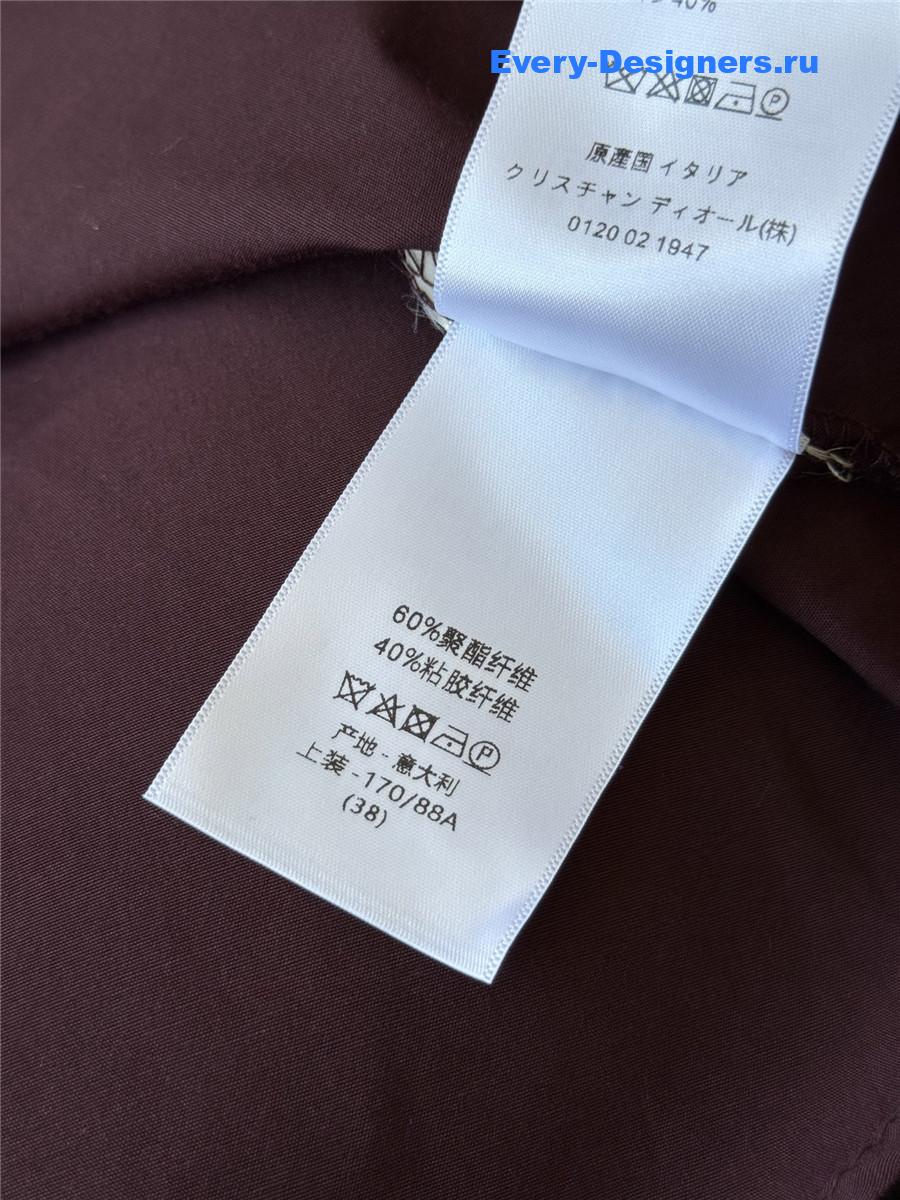 40%
Every-Designers.ru
P
原産国 イタリア
クリスチャン ディオール(株)
0120 02 1947
60%聚酯纤维
40%粘胶纤维
P
产地 - 意大利
上装 -170/88A
(38)